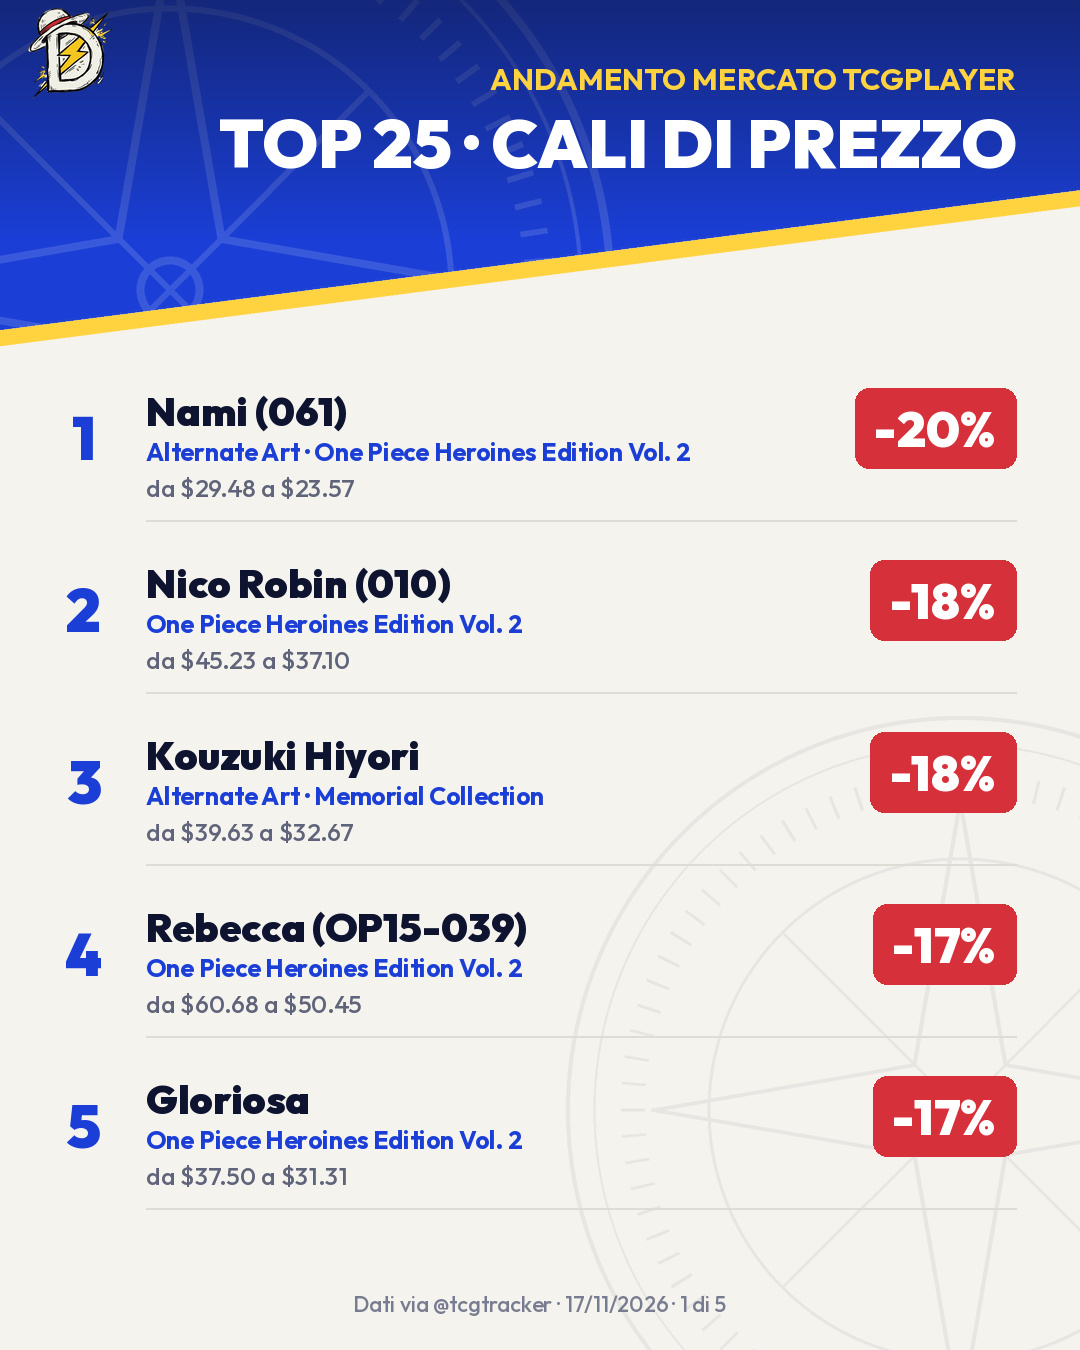 D
ANDAMENTO MERCATO TCGPLAYER
TOP 25 · CALI DI PREZZO
1
Nami (061)
Alternate Art · One Piece Heroines Edition Vol. 2
da $29.48 a $23.57
-20%
2
Nico Robin (010)
One Piece Heroines Edition Vol. 2
da $45.23 a $37.10
-18%
3
Kouzuki Hiyori
Alternate Art · Memorial Collection
da $39.63 a $32.67
-18%
4
Rebecca (OP15-039)
One Piece Heroines Edition Vol. 2
da $60.68 a $50.45
-17%
5
Gloriosa
One Piece Heroines Edition Vol. 2
da $37.50 a $31.31
-17%
Dati via @tcgtracker · 17/11/2026 · 1 di 5